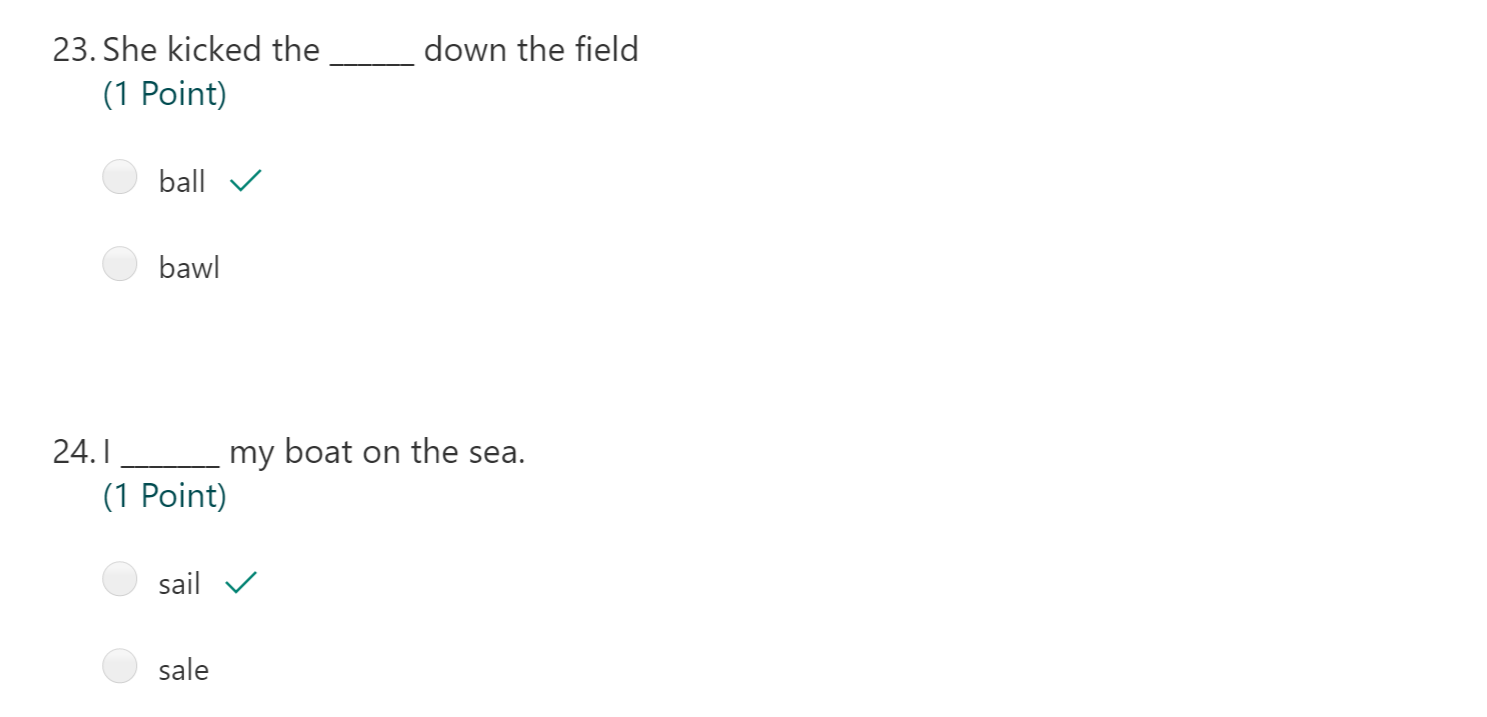 23. She kicked the ______ down the field
(1 Point)
ball
bawl
24. I _______ my boat on the sea.
(1 Point)
sail
sale